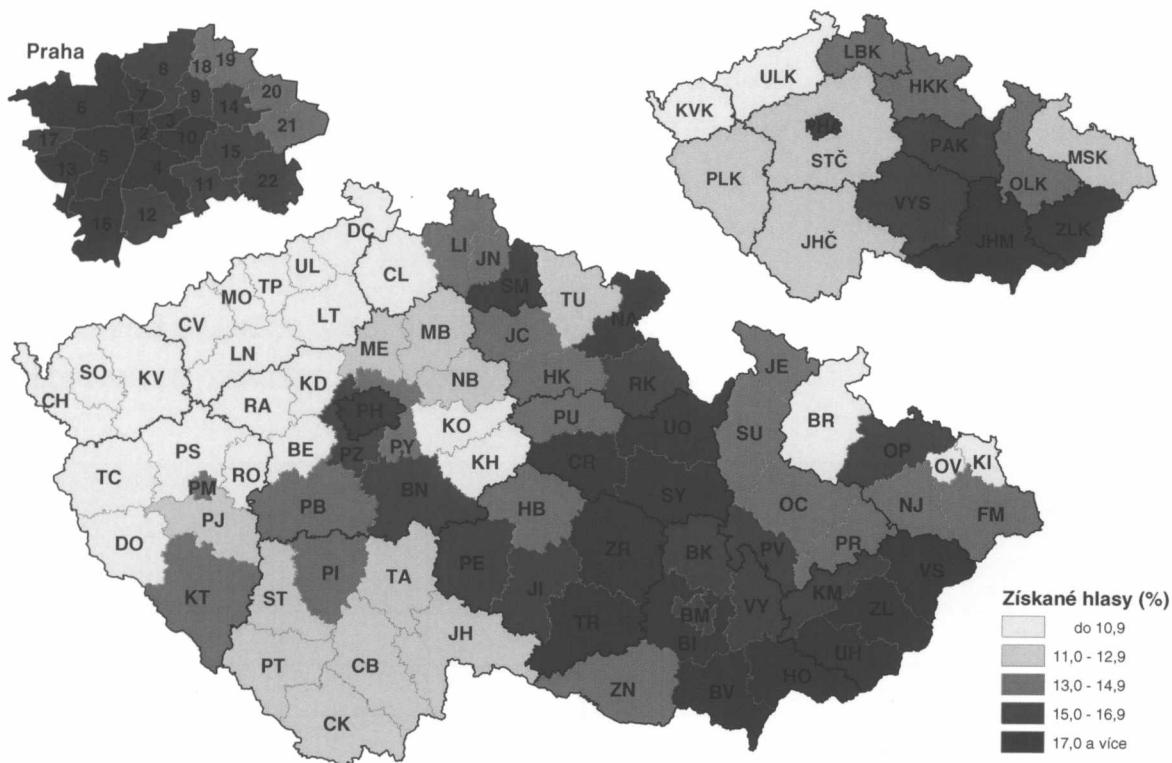 Praha
8
18
19
6
7
9
14
20
1
3
21
2
10
17
13
5
15
4
11
22
16
12
LBK
ULK
HKK
KVK
PHA
PAK
MSK
STČ
PLK
OLK
VYS
JHČ
JHM
ZLK
DC
LI
JN
UL
CL
SM
TP
MO
TU
NA
LT
CV
MB
JC
LN
ME
JE
SO
KV
KD
NB
HK
RK
CH
RA
PH
KO
PU
SU
BR
UO
PS
BE
PZ
PY
OP
TC
RO
KH
CR
OV
KI
PM
BN
SY
PB
HB
OC
NJ
FM
PJ
DO
ZR
BK
PV
PR
PE
VS
TA
PI
JI
KT
ST
KM
BM
VY
ZL
TR
JH
BI
UH
PT
CB
HO
ZN
BV
CK
Získané hlasy (%)
do 10,9
11,0 - 12,9
13,0 - 14,9
15,0 - 16,9
17,0 a více